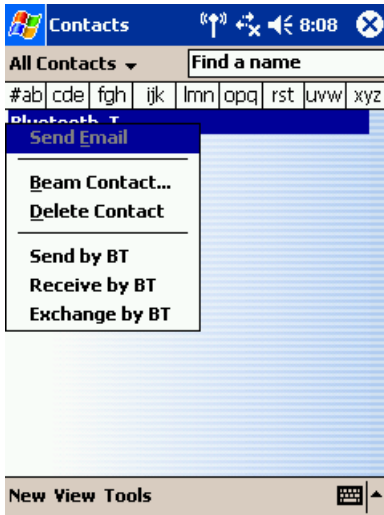 Contacts 8:08
All Contacts Find a name
#ab cde fgh ijk lmn opq rst uvw xyz
Bluetooth, T
Send Email
Beam Contact...
Delete Contact
Send by BT
Receive by BT
Exchange by BT
New View Tools